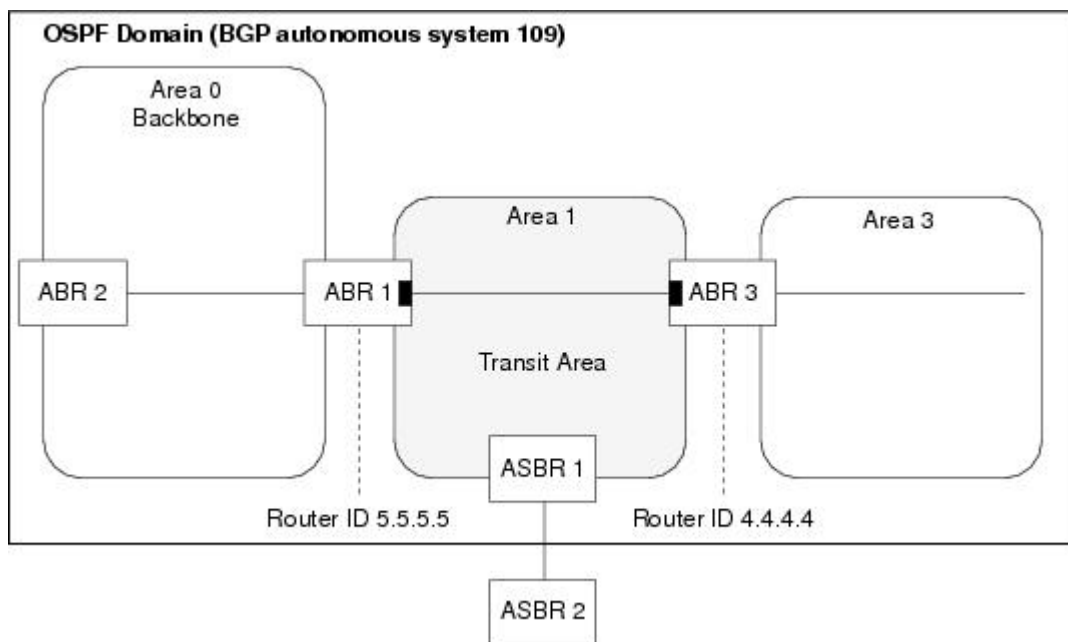 OSPF Domain (BGP autonomous system 109)
Area 0
Backbone
Area 1
Area 3
ABR 2
ABR 1
ABR 3
Transit Area
ASBR 1
Router ID 5.5.5.5
Router ID 4.4.4.4
ASBR 2